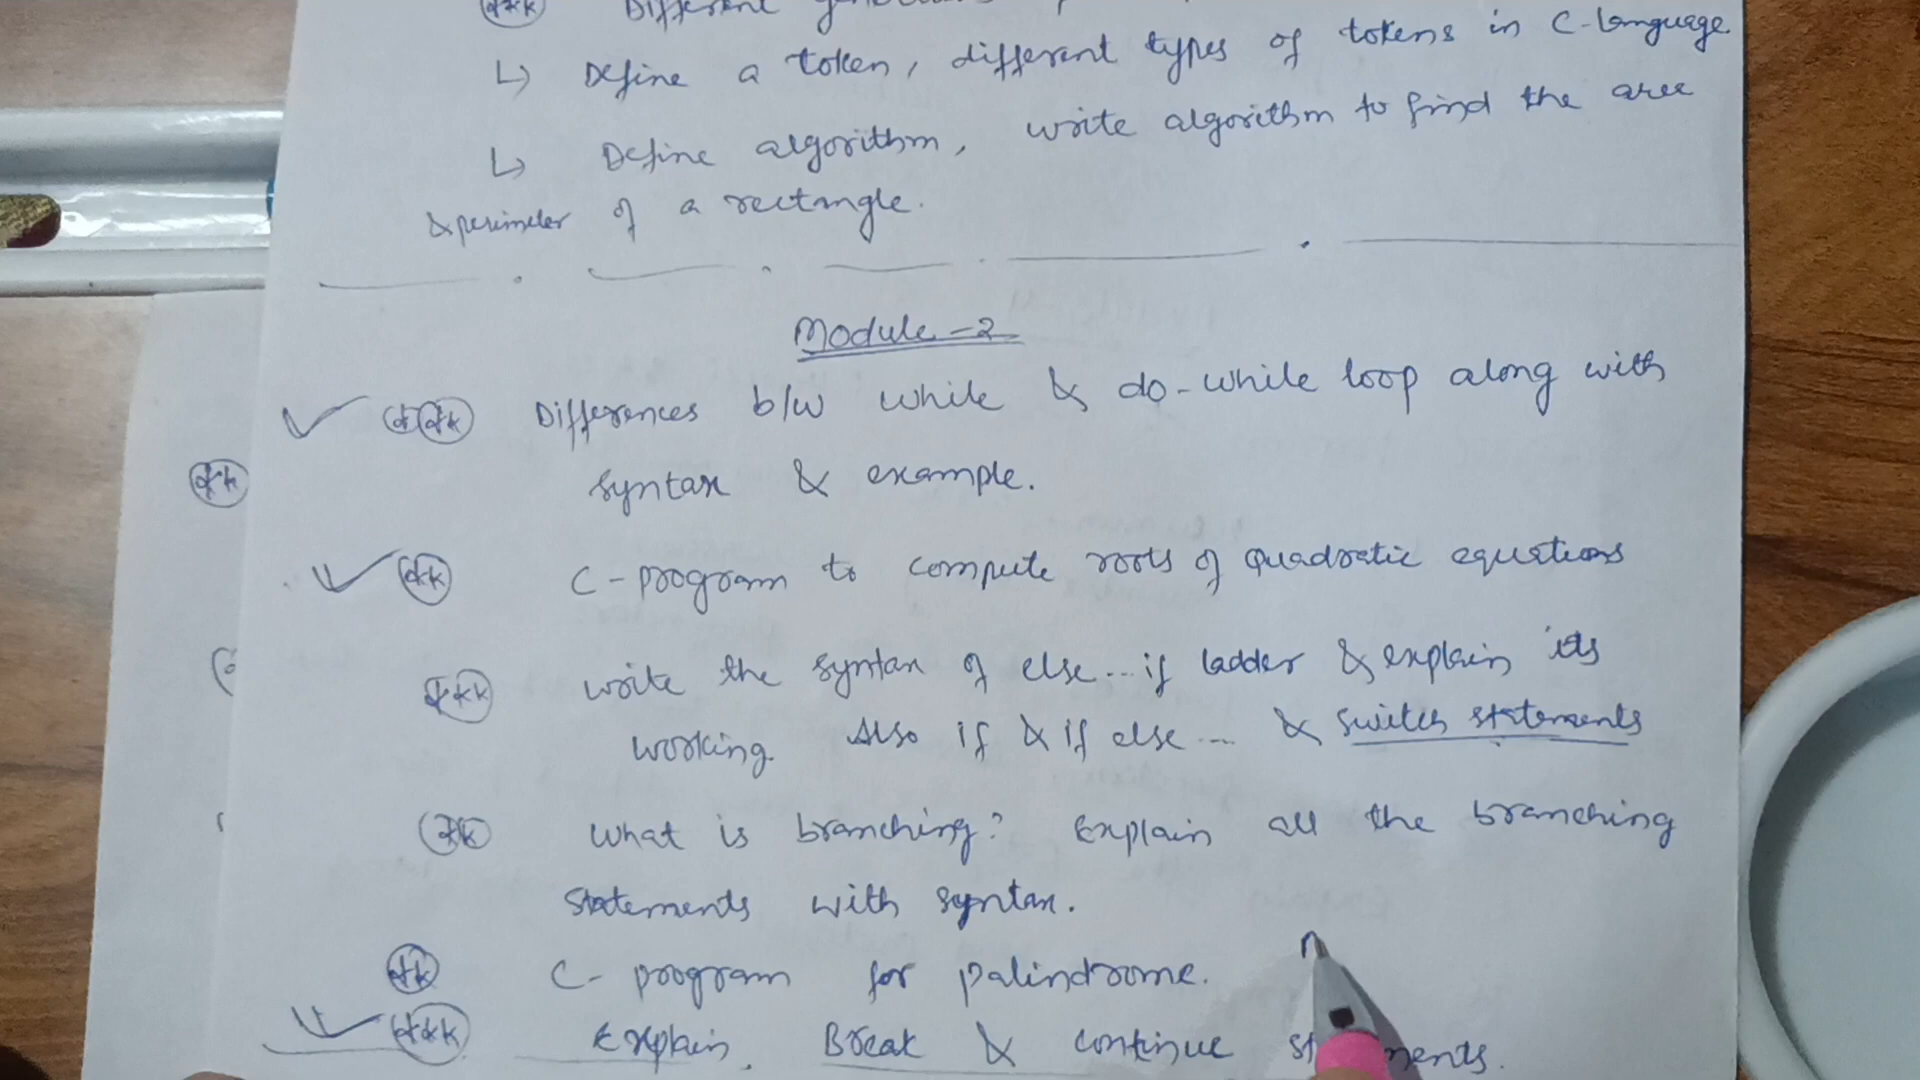 Different
↳ Define a token, different types of tokens in C-language
↳ Define algorithm, write algorithm to find the area
& perimeter of a rectangle.
Module-2
Differences b/w while & do-while loop along with
syntax & example.
C-program to compute roots of quadratic equations
write the syntax of else...if ladder & explain its
working. Also if & if else... & switch statements
What is branching? Explain all the branching
statements with syntax.
C-program for palindrome.
Explain Break & continue